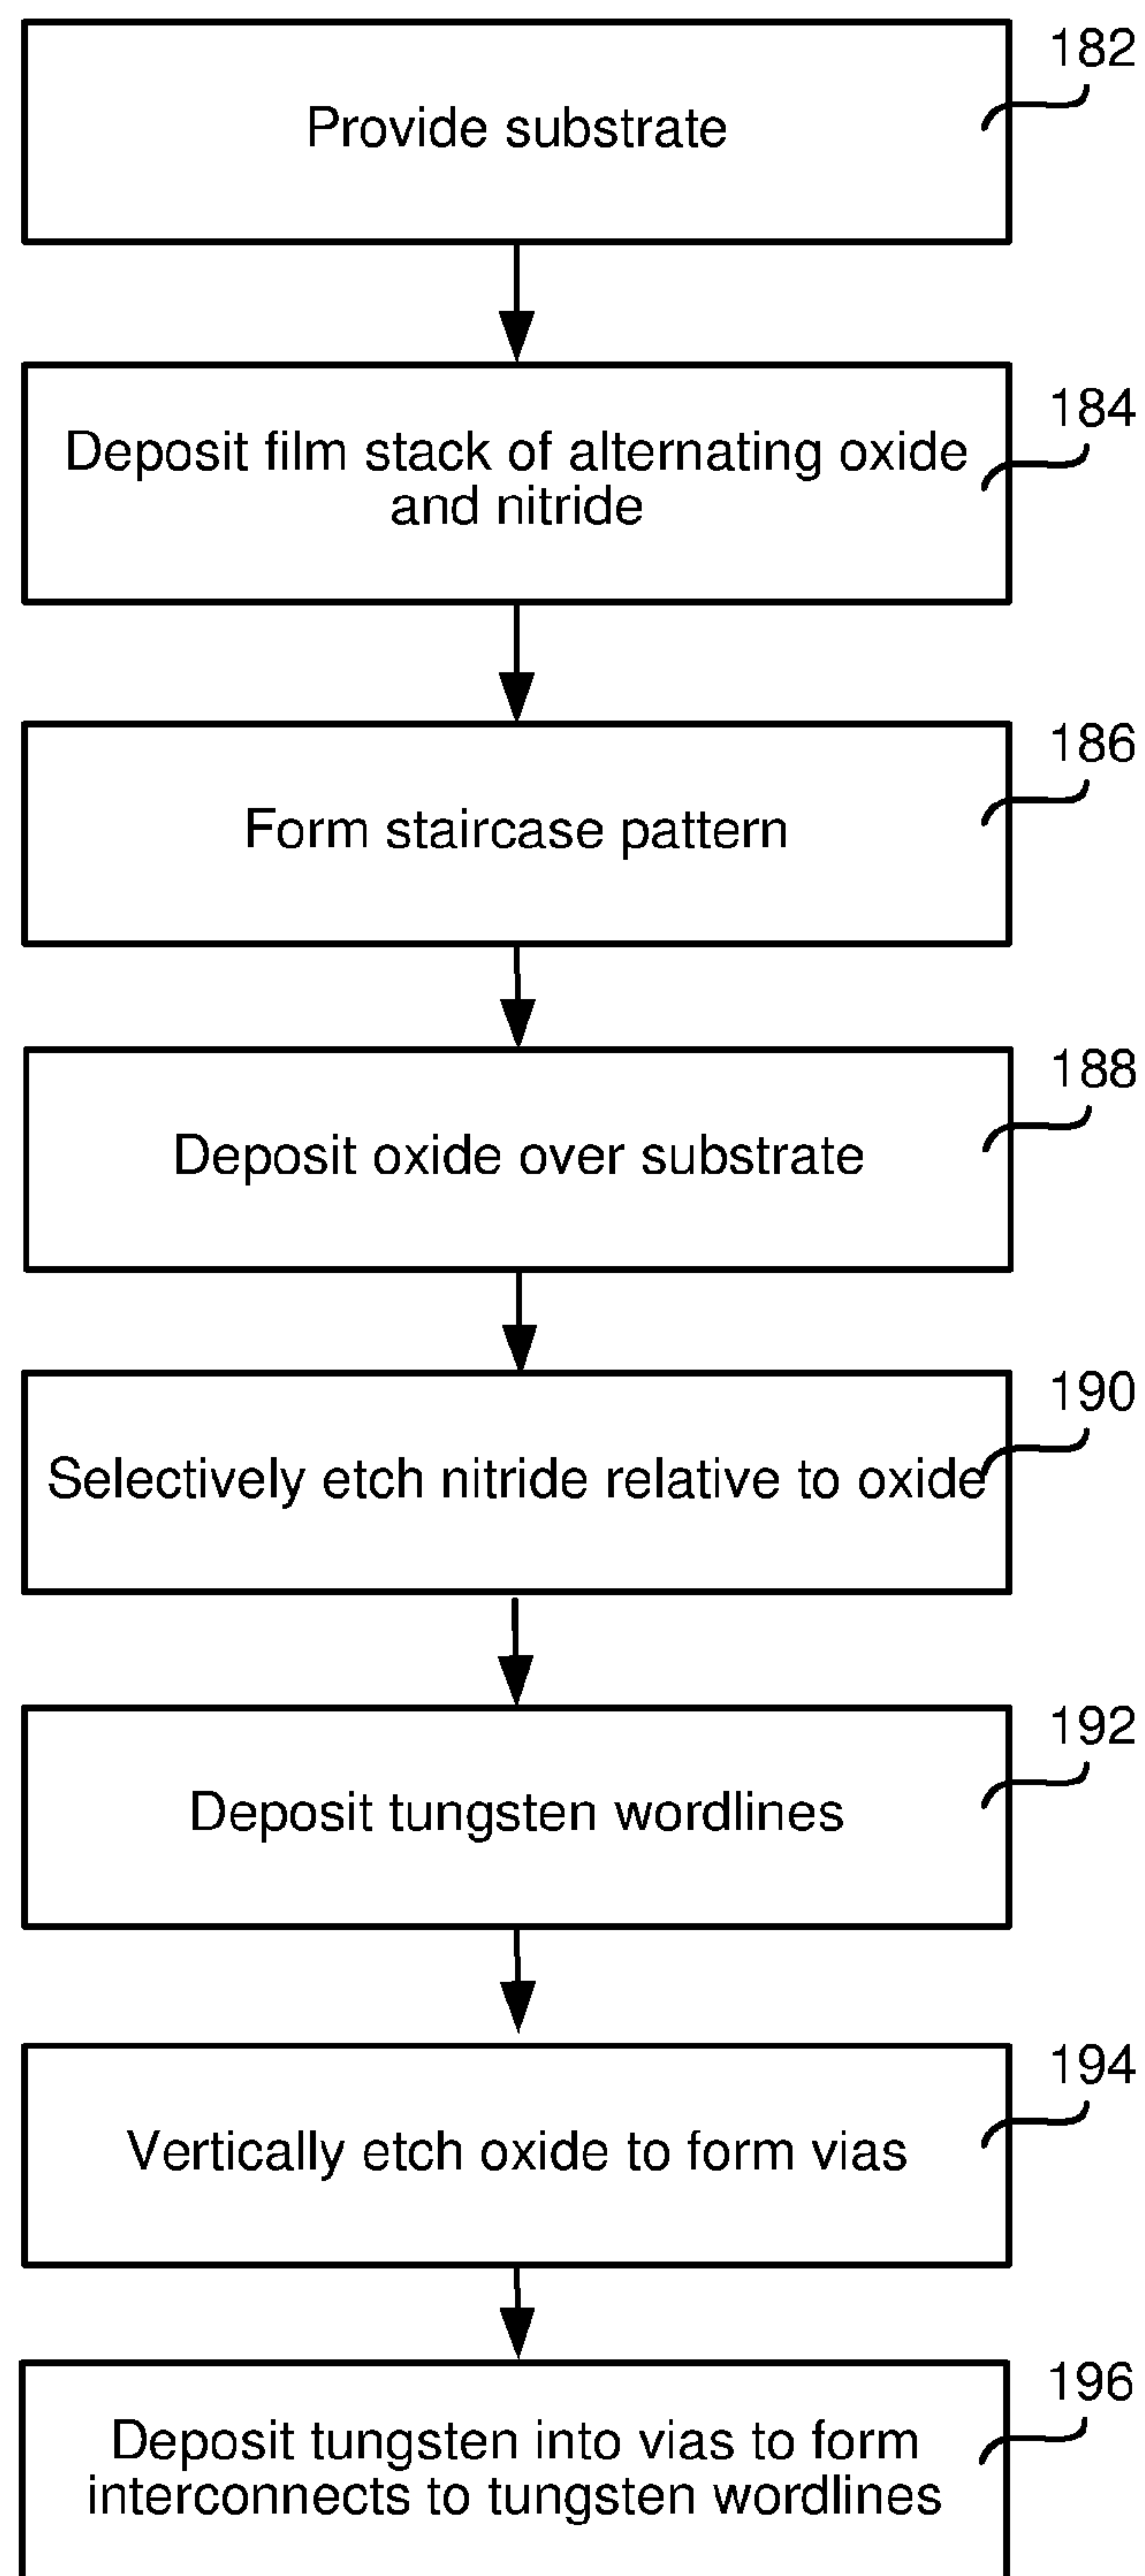 182
Provide substrate
184
Deposit film stack of alternating oxide
and nitride
186
Form staircase pattern
188
Deposit oxide over substrate
190
Selectively etch nitride relative to oxide
192
Deposit tungsten wordlines
194
Vertically etch oxide to form vias
196
Deposit tungsten into vias to form
interconnects to tungsten wordlines